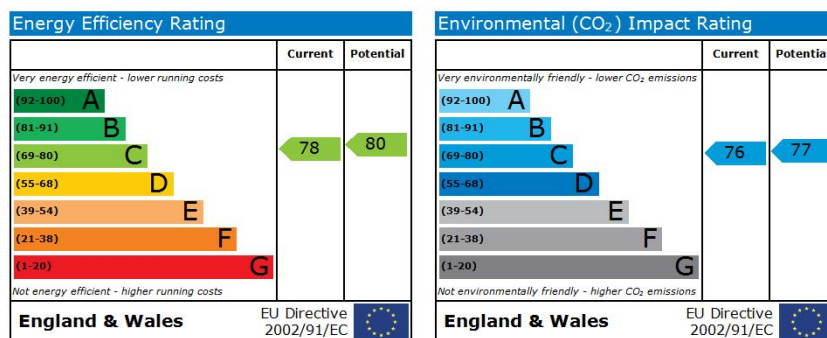 Energy Efficiency Rating
Current Potential
Very energy efficient - lower running costs
(92-100) A
(81-91) B
(69-80) C
(55-68) D
(39-54) E
(21-38) F
(1-20) G
78
80
Not energy efficient - higher running costs
England & Wales
EU Directive
2002/91/EC
Environmental (CO₂) Impact Rating
Current Potential
Very environmentally friendly - lower CO₂ emissions
(92-100) A
(81-91) B
(69-80) C
(55-68) D
(39-54) E
(21-38) F
(1-20) G
76
77
Not environmentally friendly - higher CO₂ emissions
England & Wales
EU Directive
2002/91/EC